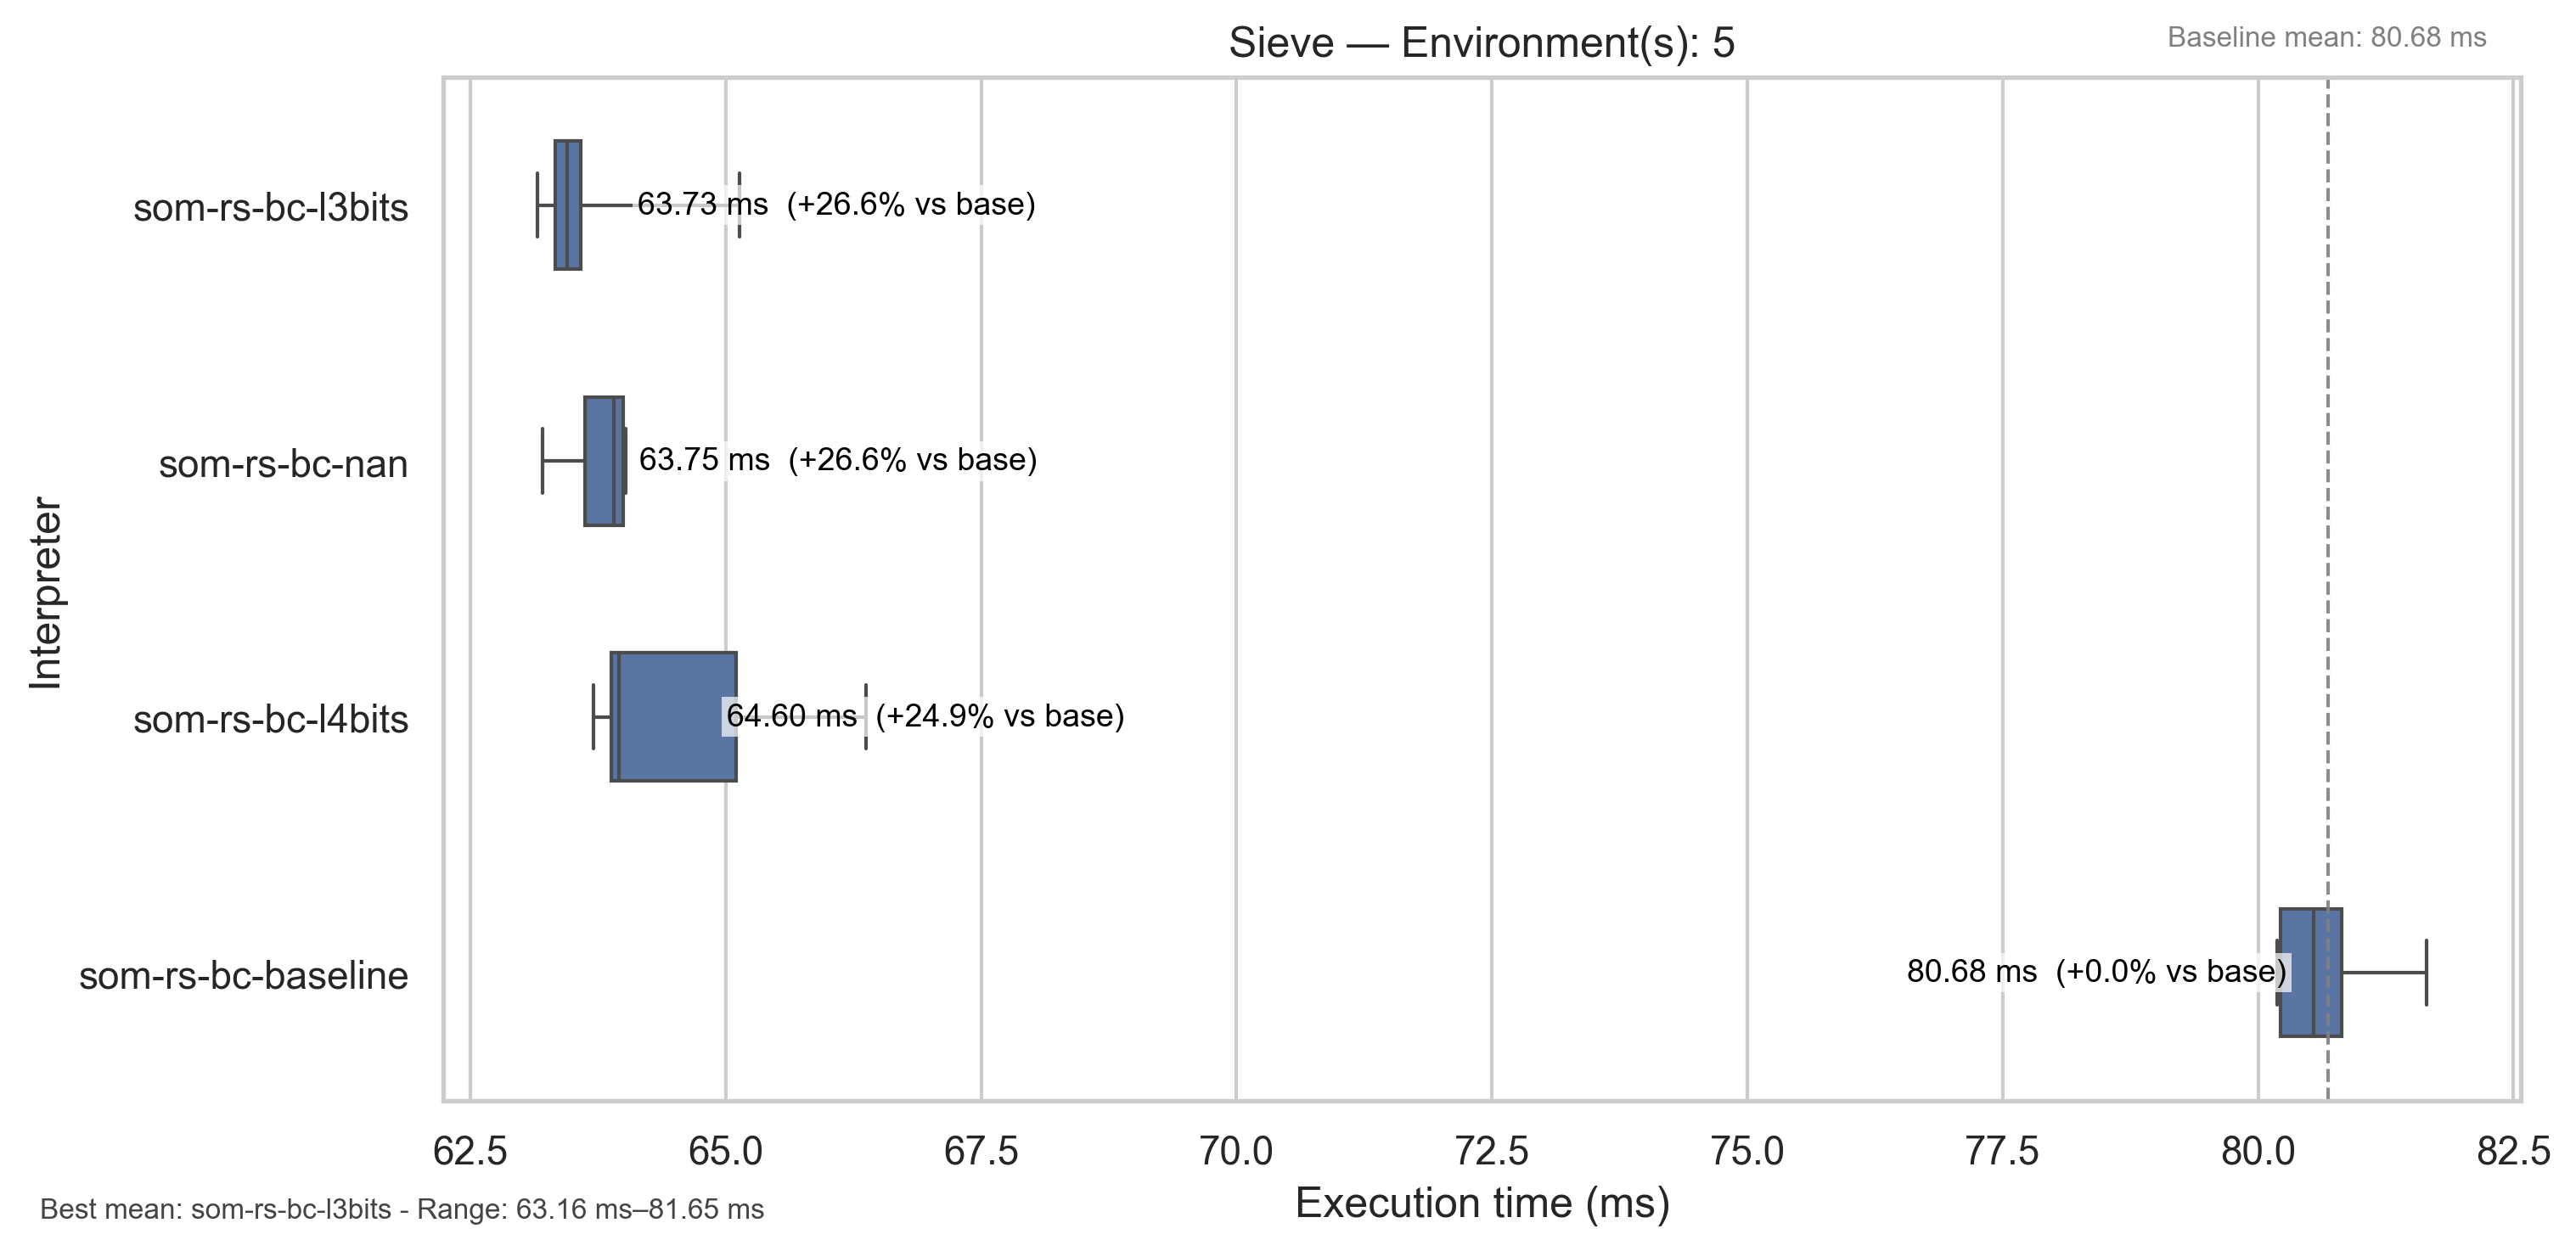 Sieve — Environment(s): 5
Baseline mean: 80.68 ms
Interpreter
som-rs-bc-l3bits
63.73 ms  (+26.6% vs base)
som-rs-bc-nan
63.75 ms  (+26.6% vs base)
som-rs-bc-l4bits
64.60 ms  (+24.9% vs base)
som-rs-bc-baseline
80.68 ms  (+0.0% vs base)
62.5 65.0 67.5 70.0 72.5 75.0 77.5 80.0 82.5
Execution time (ms)
Best mean: som-rs-bc-l3bits - Range: 63.16 ms–81.65 ms